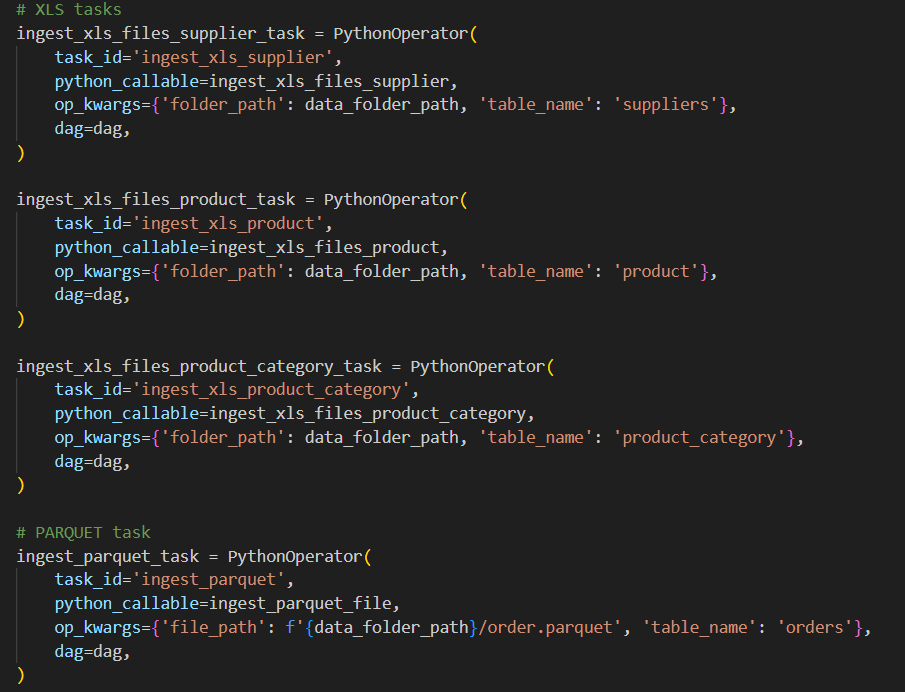 # XLS tasks
ingest_xls_files_supplier_task = PythonOperator(
    task_id='ingest_xls_supplier',
    python_callable=ingest_xls_files_supplier,
    op_kwargs={'folder_path': data_folder_path, 'table_name': 'suppliers'},
    dag=dag,
)

ingest_xls_files_product_task = PythonOperator(
    task_id='ingest_xls_product',
    python_callable=ingest_xls_files_product,
    op_kwargs={'folder_path': data_folder_path, 'table_name': 'product'},
    dag=dag,
)

ingest_xls_files_product_category_task = PythonOperator(
    task_id='ingest_xls_product_category',
    python_callable=ingest_xls_files_product_category,
    op_kwargs={'folder_path': data_folder_path, 'table_name': 'product_category'},
    dag=dag,
)

# PARQUET task
ingest_parquet_task = PythonOperator(
    task_id='ingest_parquet',
    python_callable=ingest_parquet_file,
    op_kwargs={'file_path': f'{data_folder_path}/order.parquet', 'table_name': 'orders'},
    dag=dag,
)